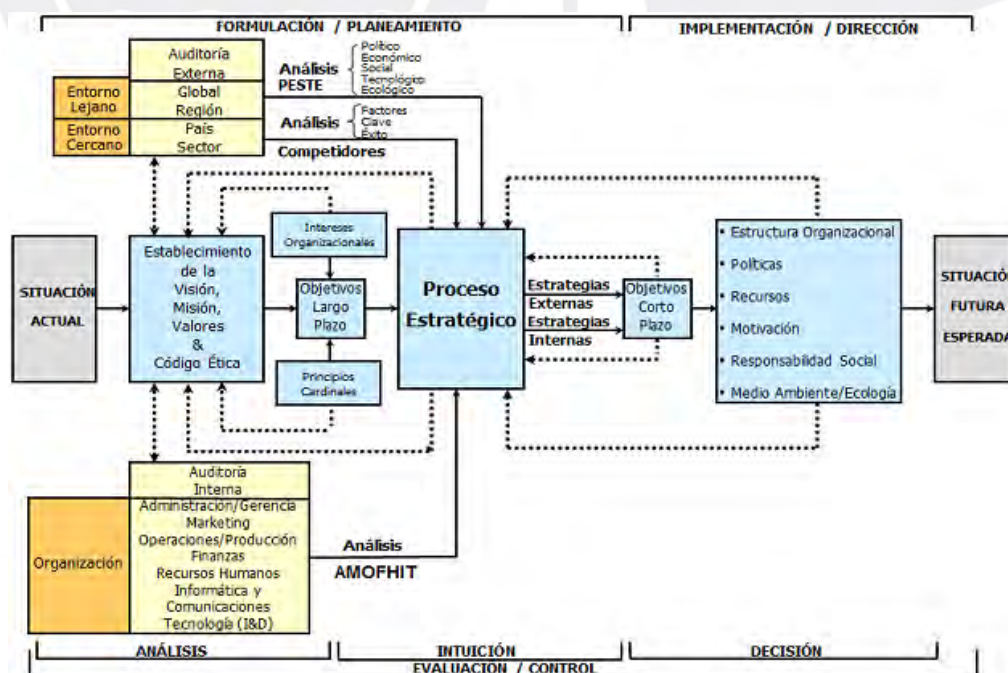 FORMULACIÓN / PLANEAMIENTO
IMPLEMENTACIÓN / DIRECCIÓN
Auditoría
Externa
Entorno
Lejano
Global
Región
Entorno
Cercano
País
Sector
Análisis
PESTE
Político
Económico
Social
Tecnológico
Ecológico
Análisis
Competidores
Factores
Clave
Éxito
SITUACIÓN
ACTUAL
Establecimiento
de la
Visión,
Misión,
Valores
&
Código Ética
Intereses
Organizacionales
Objetivos
Largo
Plazo
Principios
Cardinales
Proceso
Estratégico
Estrategias
Externas
Estrategias
Internas
Objetivos
Corto
Plazo
• Estructura Organizacional
• Políticas
• Recursos
• Motivación
• Responsabilidad Social
• Medio Ambiente/Ecología
SITUACIÓN
FUTURA
ESPERADA
Auditoría
Interna
Organización
Administración/Gerencia
Marketing
Operaciones/Producción
Finanzas
Recursos Humanos
Informática y
Comunicaciones
Tecnología (I&D)
Análisis
AMOFHIT
ANÁLISIS
INTUICIÓN
DECISIÓN
EVALUACIÓN / CONTROL